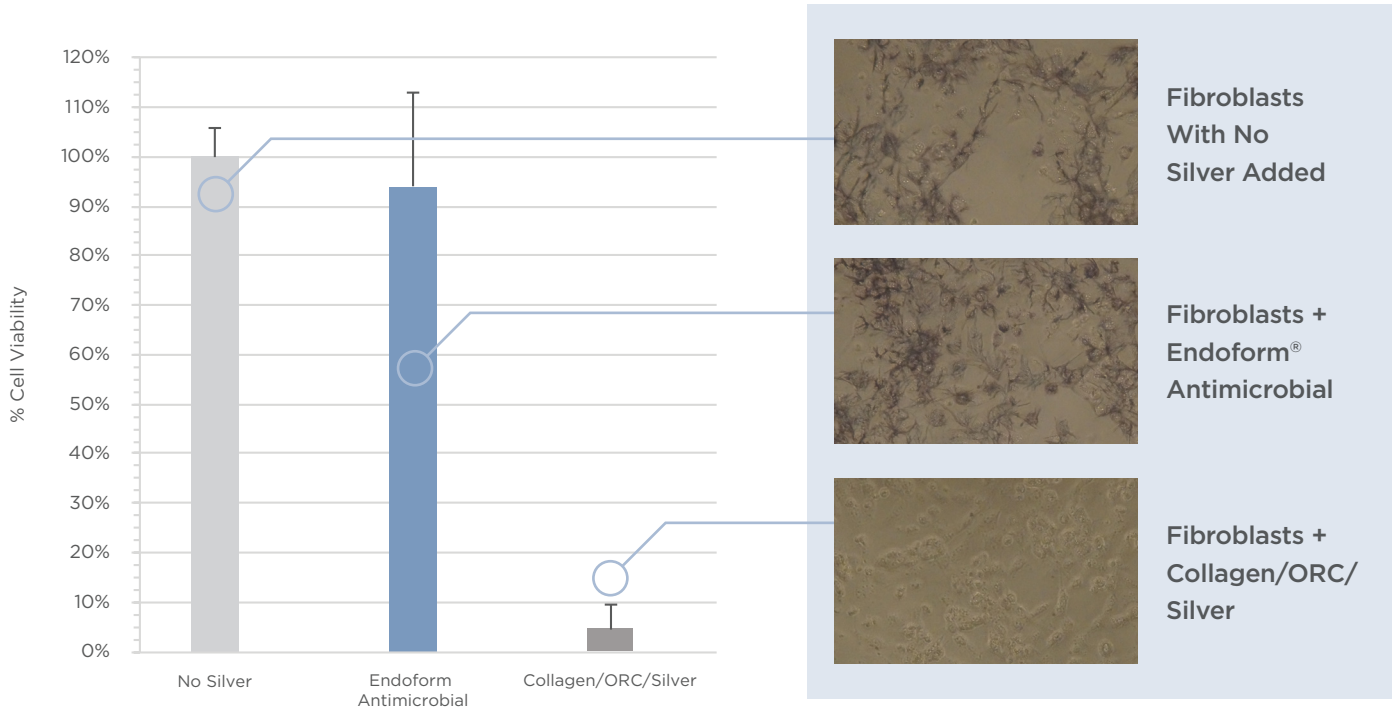 120%
110%
100%
90%
80%
70%
60%
50%
40%
30%
20%
10%
0%
% Cell Viability
No Silver
Endoform
Antimicrobial
Collagen/ORC/Silver
Fibroblasts
With No
Silver Added
Fibroblasts +
Endoform®
Antimicrobial
Fibroblasts +
Collagen/ORC/
Silver